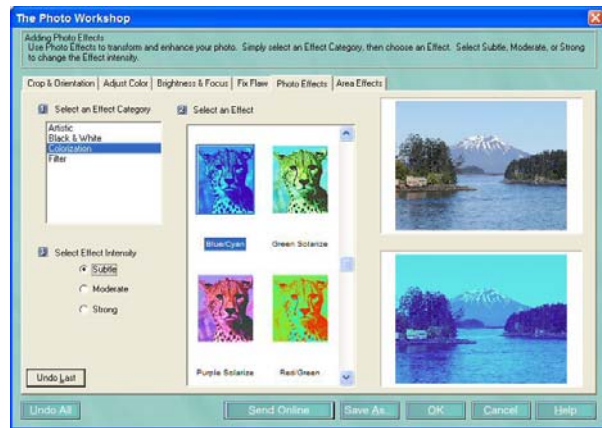 The Photo Workshop
Adding Photo Effects
Use Photo Effects to transform and enhance your photo. Simply select an Effect Category, then choose an Effect. Select Subtle, Moderate, or Strong
to change the Effect intensity.
Crop & Orientation
Adjust Color
Brightness & Focus
Fix Flaw
Photo Effects
Area Effects
1 Select an Effect Category
Artistic
Black & White
Colorization
Filter
2 Select an Effect
Blue/Cyan
Green Solarize
Purple Solarize
Red/Green
3 Select Effect Intensity
Subtle
Moderate
Strong
Undo Last
Undo All
Send Online
Save As...
OK
Cancel
Help